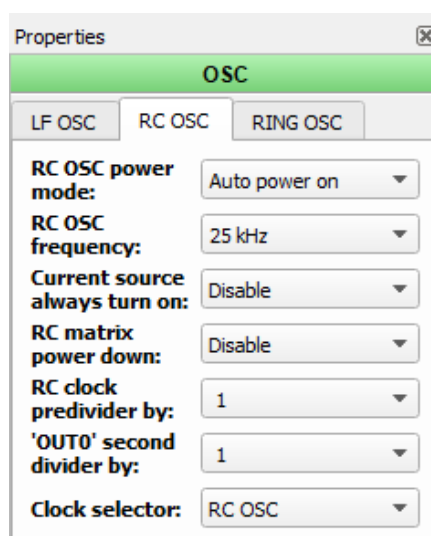 Properties
OSC
LF OSC RC OSC RING OSC
RC OSC power
mode: Auto power on
RC OSC
frequency: 25 kHz
Current source
always turn on: Disable
RC matrix
power down: Disable
RC clock
predivider by: 1
'OUT0' second
divider by: 1
Clock selector: RC OSC